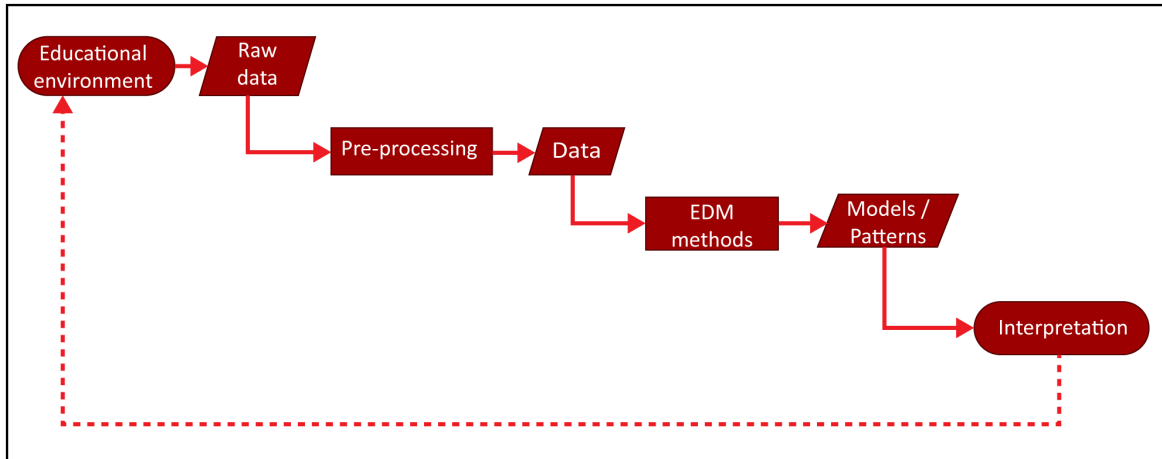 Educational
environment
Raw
data
Pre-processing
Data
EDM
methods
Models /
Patterns
Interpretation